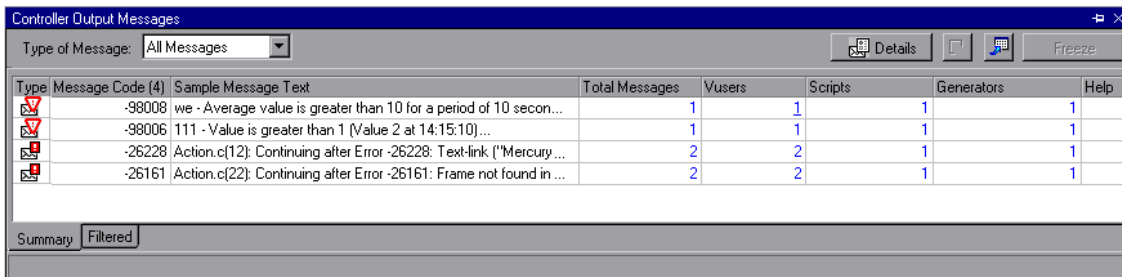 Controller Output Messages
Type of Message: All Messages Details Freeze
Type Message Code (4) Sample Message Text Total Messages Vusers Scripts Generators Help
-98008 we - Average value is greater than 10 for a period of 10 secon... 1 1 1 1
-98006 111 - Value is greater than 1 (Value 2 at 14:15:10)... 1 1 1 1
-26228 Action.c(12): Continuing after Error -26228: Text-link ("Mercury ... 2 2 1 1
-26161 Action.c(22): Continuing after Error -26161: Frame not found in ... 2 2 1 1
Summary Filtered